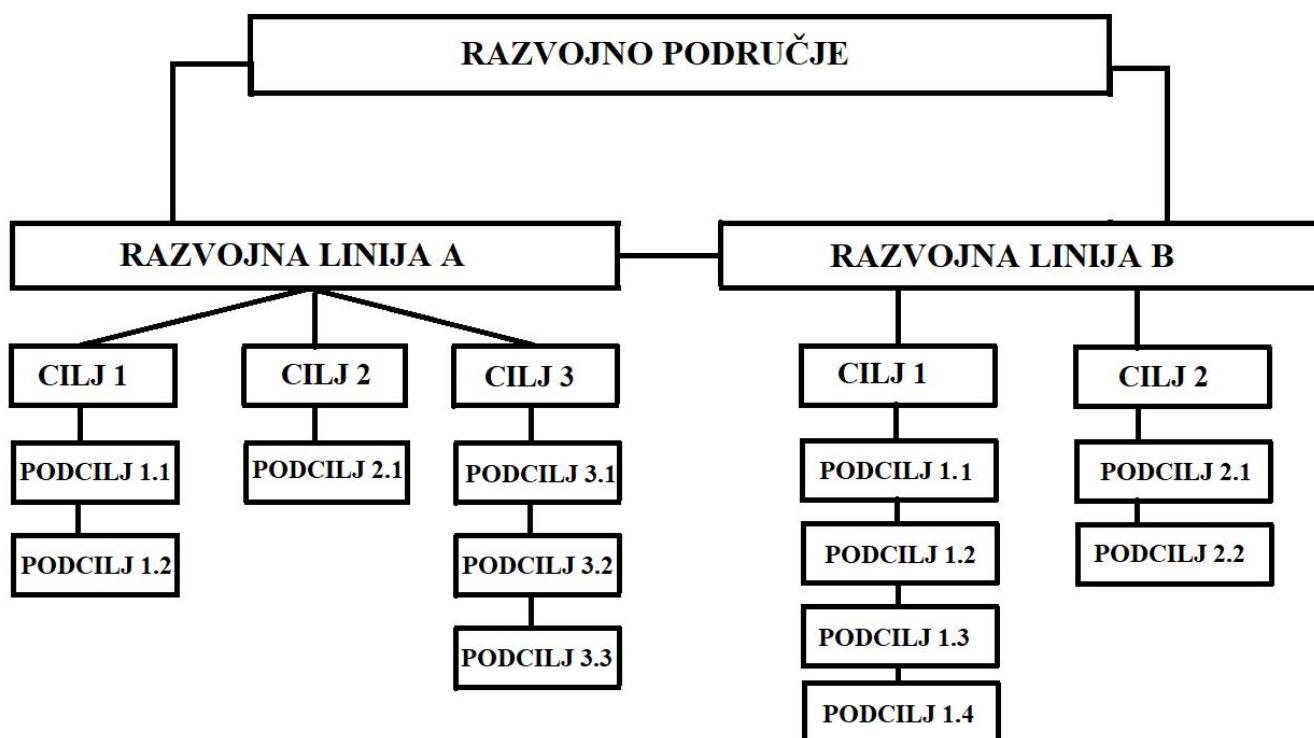 RAZVOJNO PODRUČJE
RAZVOJNA LINIJA A
RAZVOJNA LINIJA B
CILJ 1
CILJ 2
CILJ 3
CILJ 1
CILJ 2
PODCILJ 1.1
PODCILJ 2.1
PODCILJ 3.1
PODCILJ 1.1
PODCILJ 2.1
PODCILJ 1.2
PODCILJ 3.2
PODCILJ 1.2
PODCILJ 2.2
PODCILJ 3.3
PODCILJ 1.3
PODCILJ 1.4